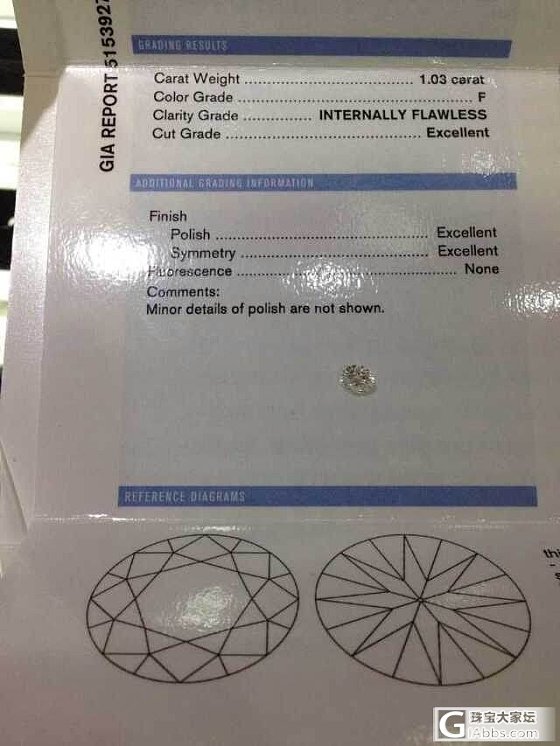 GIA REPORT 5153927
GRADING RESULTS
Carat Weight ........................................ 1.03 carat
Color Grade ........................................ F
Clarity Grade ............... INTERNALLY FLAWLESS
Cut Grade ........................................ Excellent
ADDITIONAL GRADING INFORMATION
Finish
Polish ........................................ Excellent
Symmetry ........................................ Excellent
Fluorescence ........................................ None
Comments:
Minor details of polish are not shown.
REFERENCE DIAGRAMS
珠宝大家坛
GIAbbs.com